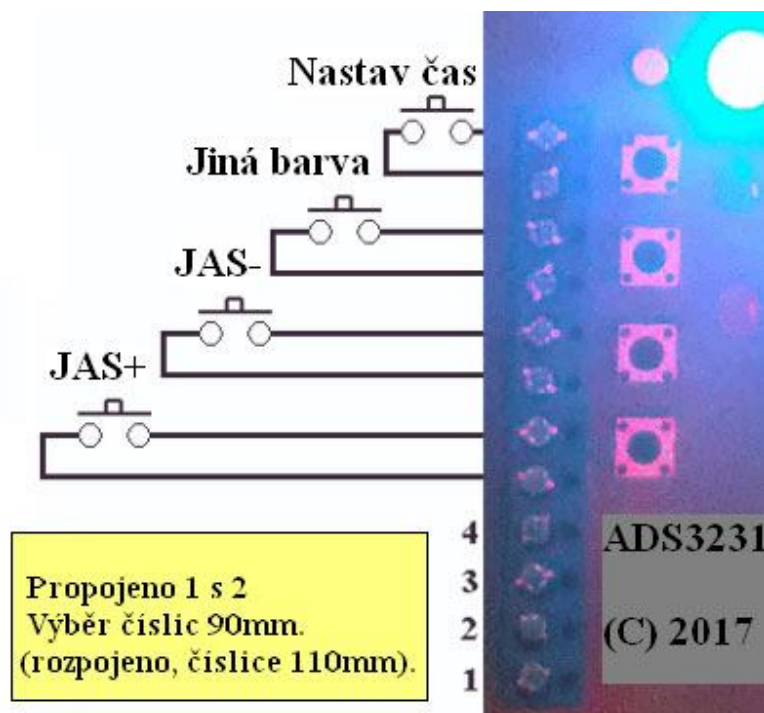 Nastav čas
Jiná barva
JAS-
JAS+
4
3
2
1
ADS3231
(C) 2017
Propojeno 1 s 2
Výběr číslic 90mm.
(rozpojeno, číslice 110mm).